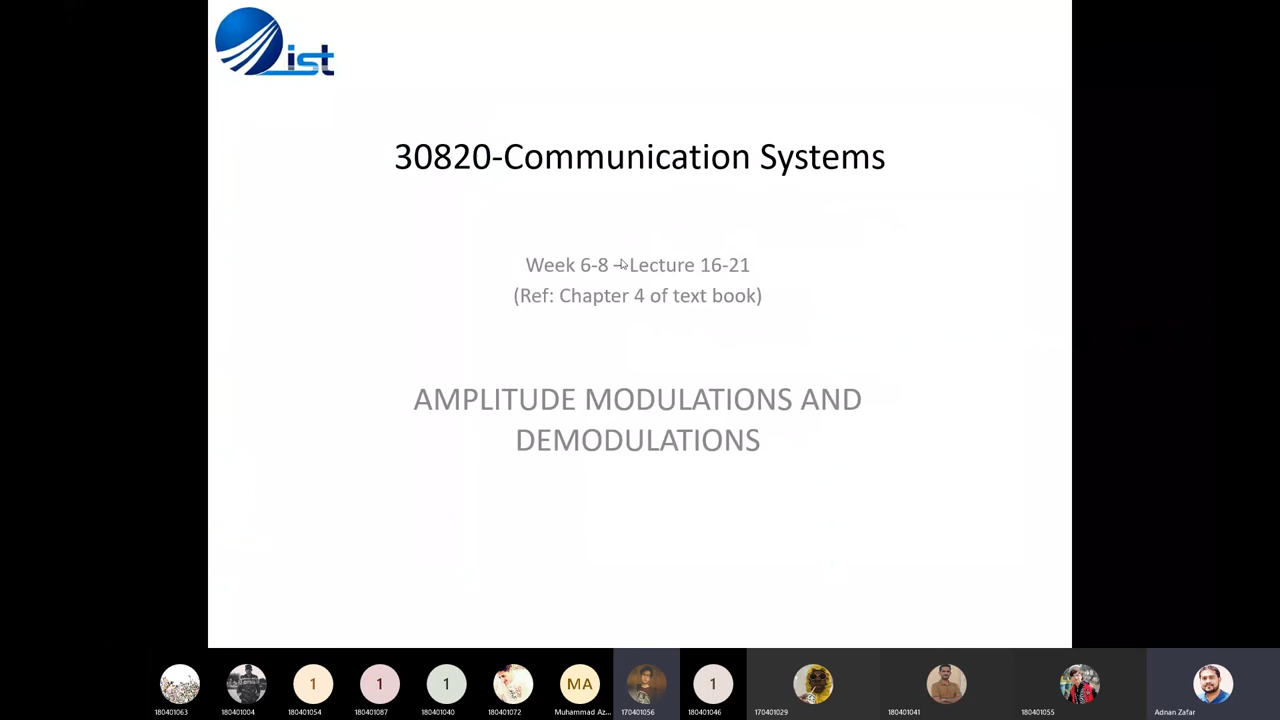 ist
30820-Communication Systems
Week 6-8 – Lecture 16-21
(Ref: Chapter 4 of text book)
AMPLITUDE MODULATIONS AND
DEMODULATIONS
1 1 1 MA 1
180401063 180401004 180401054 180401087 180401040 180401072 Muhammad Az... 170401056 180401046 170401029 180401041 180401055 Adnan Zafar